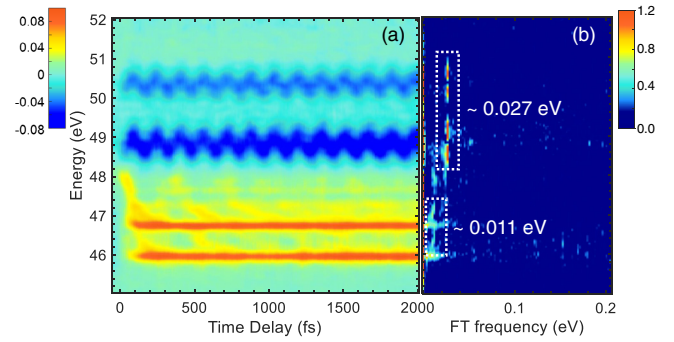 0.08
0.04
0
-0.04
-0.08
Energy (eV)
52
51
50
49
48
47
46
(a)
0 500 1000 1500 2000
Time Delay (fs)
(b)
~ 0.027 eV
~ 0.011 eV
0 0.1 0.2
FT frequency (eV)
1.2
0.8
0.4
0.0